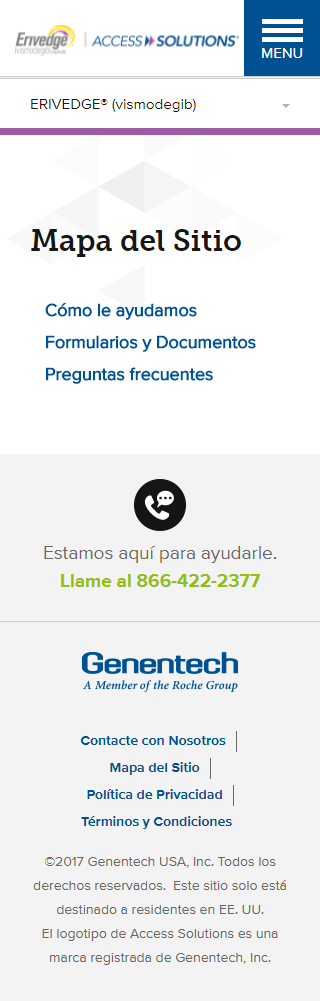 Erivedge®
(vismodegib) capsule
ACCESS SOLUTIONS®
MENU
ERIVEDGE® (vismodegib)
Mapa del Sitio
Cómo le ayudamos
Formularios y Documentos
Preguntas frecuentes
Estamos aquí para ayudarle.
Llame al 866-422-2377
Genentech
A Member of the Roche Group
Contacte con Nosotros
Mapa del Sitio
Política de Privacidad
Términos y Condiciones
©2017 Genentech USA, Inc. Todos los
derechos reservados. Este sitio solo está
destinado a residentes en EE. UU.
El logotipo de Access Solutions es una
marca registrada de Genentech, Inc.